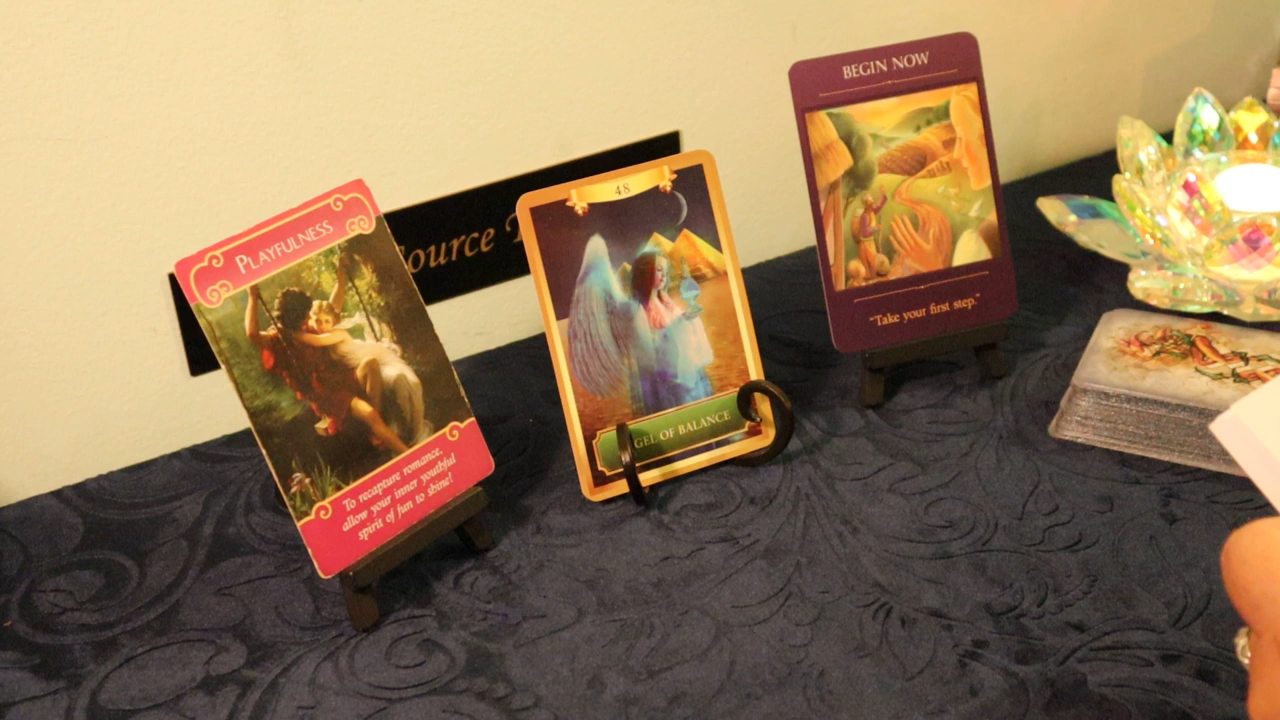 PLAYFULNESS
To recapture romance,
allow your inner youthful
spirit of fun to shine!
ource
48
GEL OF BALANCE
BEGIN NOW
"Take your first step."